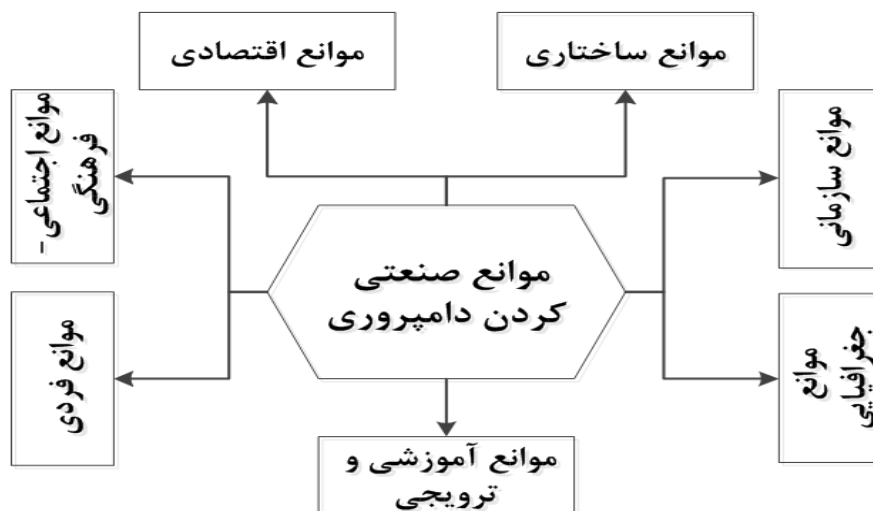 موانع ساختاری
موانع اقتصادی
موانع سازمانی
موانع اجتماعی-
فرهنگی
موانع صنعتی
کردن دامپروری
موانع
جغرافیایی
موانع فردی
موانع آموزشی و
ترویجی